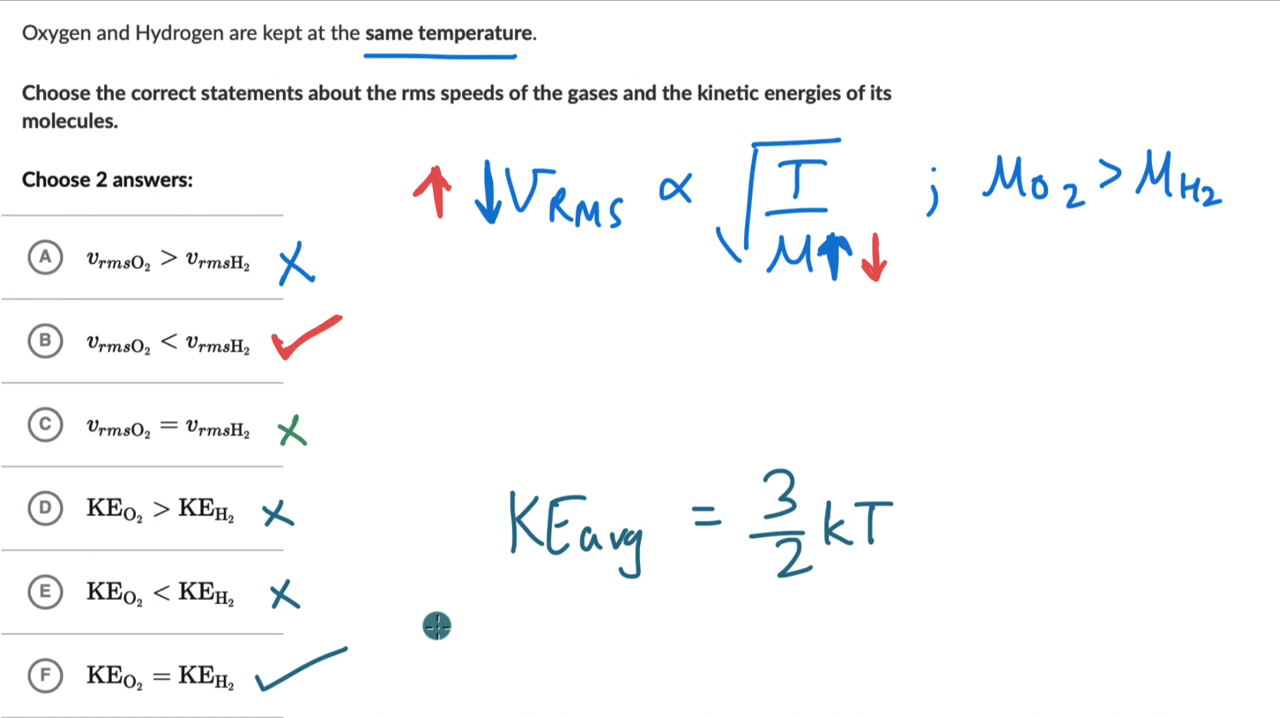 Oxygen and Hydrogen are kept at the same temperature.
Choose the correct statements about the rms speeds of the gases and the kinetic energies of its
molecules.
Choose 2 answers:
↑ ↓V_RMS ∝ √(T/M↑↓) ; M_O2 > M_H2
A v_rmsO₂ > v_rmsH₂ ✗
B v_rmsO₂ < v_rmsH₂ ✓
C v_rmsO₂ = v_rmsH₂ ✗
D KE_O₂ > KE_H₂ ✗
KE_avg = 3/2 kT
E KE_O₂ < KE_H₂ ✗
F KE_O₂ = KE_H₂ ✓